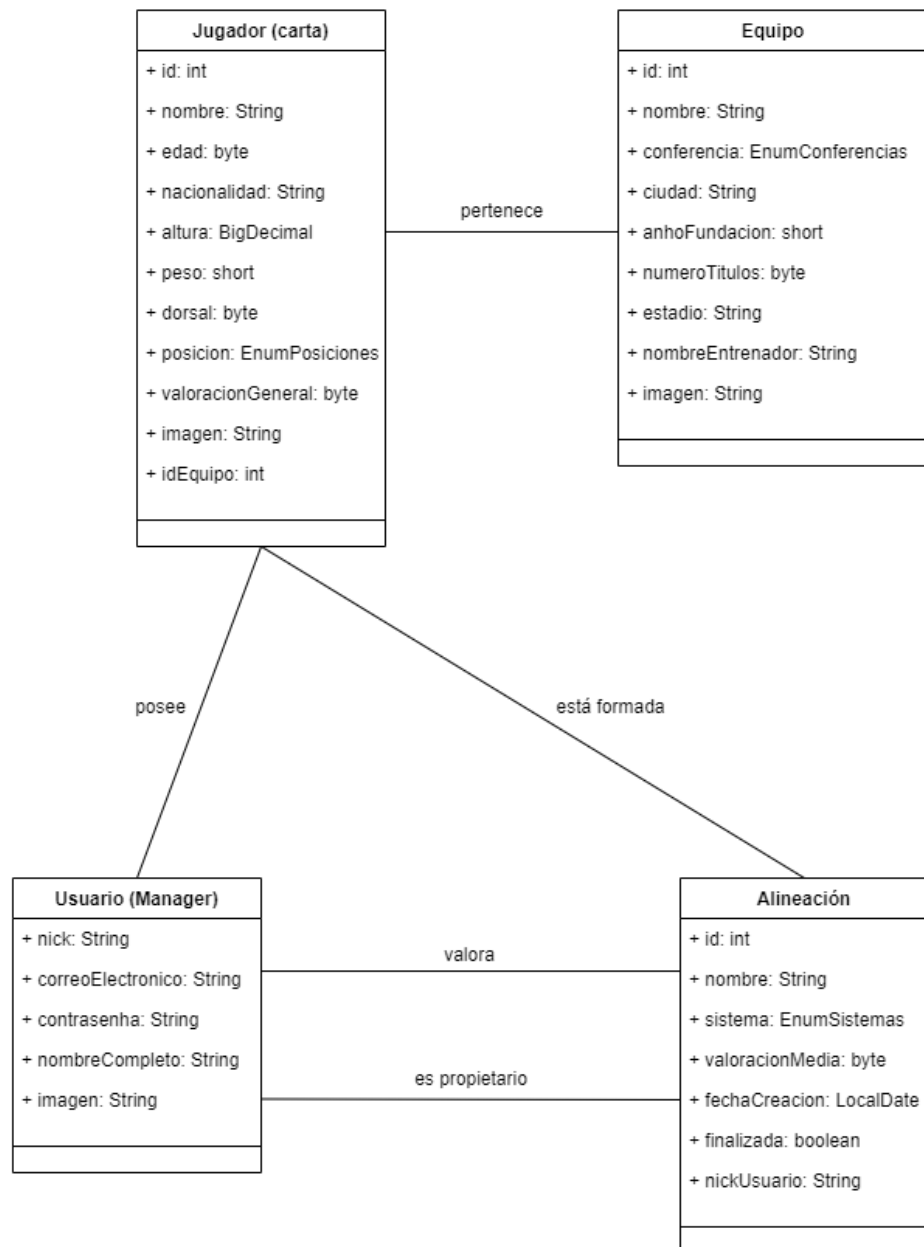 Jugador (carta)
+ id: int
+ nombre: String
+ edad: byte
+ nacionalidad: String
+ altura: BigDecimal
+ peso: short
+ dorsal: byte
+ posicion: EnumPosiciones
+ valoracionGeneral: byte
+ imagen: String
+ idEquipo: int
pertenece
Equipo
+ id: int
+ nombre: String
+ conferencia: EnumConferencias
+ ciudad: String
+ anhoFundacion: short
+ numeroTitulos: byte
+ estadio: String
+ nombreEntrenador: String
+ imagen: String
posee
está formada
Usuario (Manager)
+ nick: String
+ correoElectronico: String
+ contrasenha: String
+ nombreCompleto: String
+ imagen: String
valora
es propietario
Alineación
+ id: int
+ nombre: String
+ sistema: EnumSistemas
+ valoracionMedia: byte
+ fechaCreacion: LocalDate
+ finalizada: boolean
+ nickUsuario: String